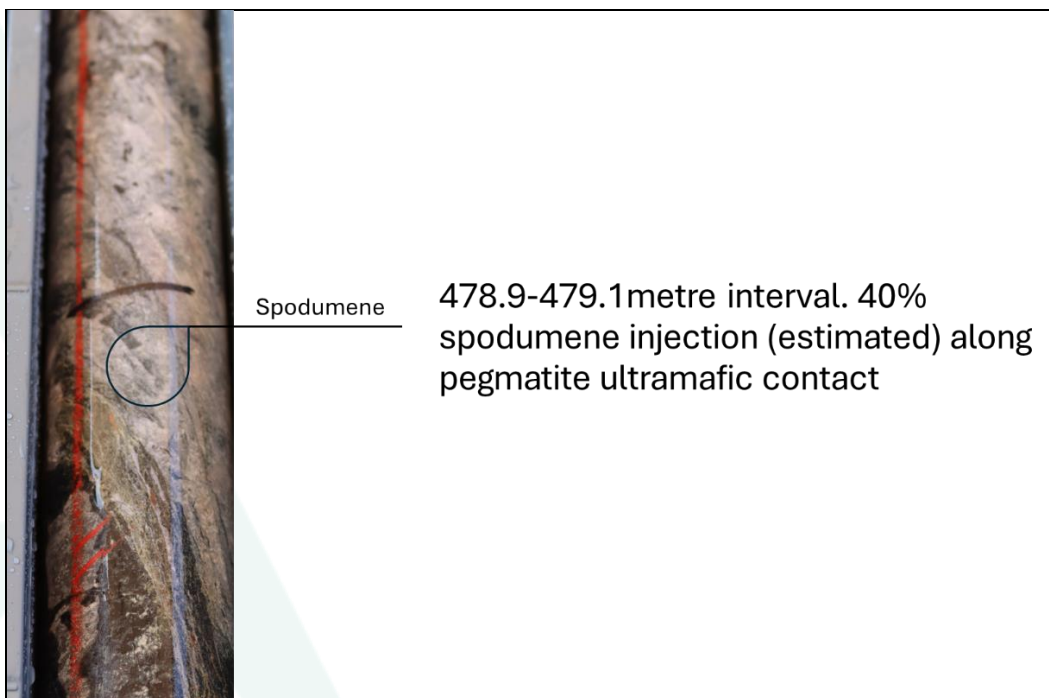 Spodumene
478.9-479.1metre interval. 40%
spodumene injection (estimated) along
pegmatite ultramafic contact